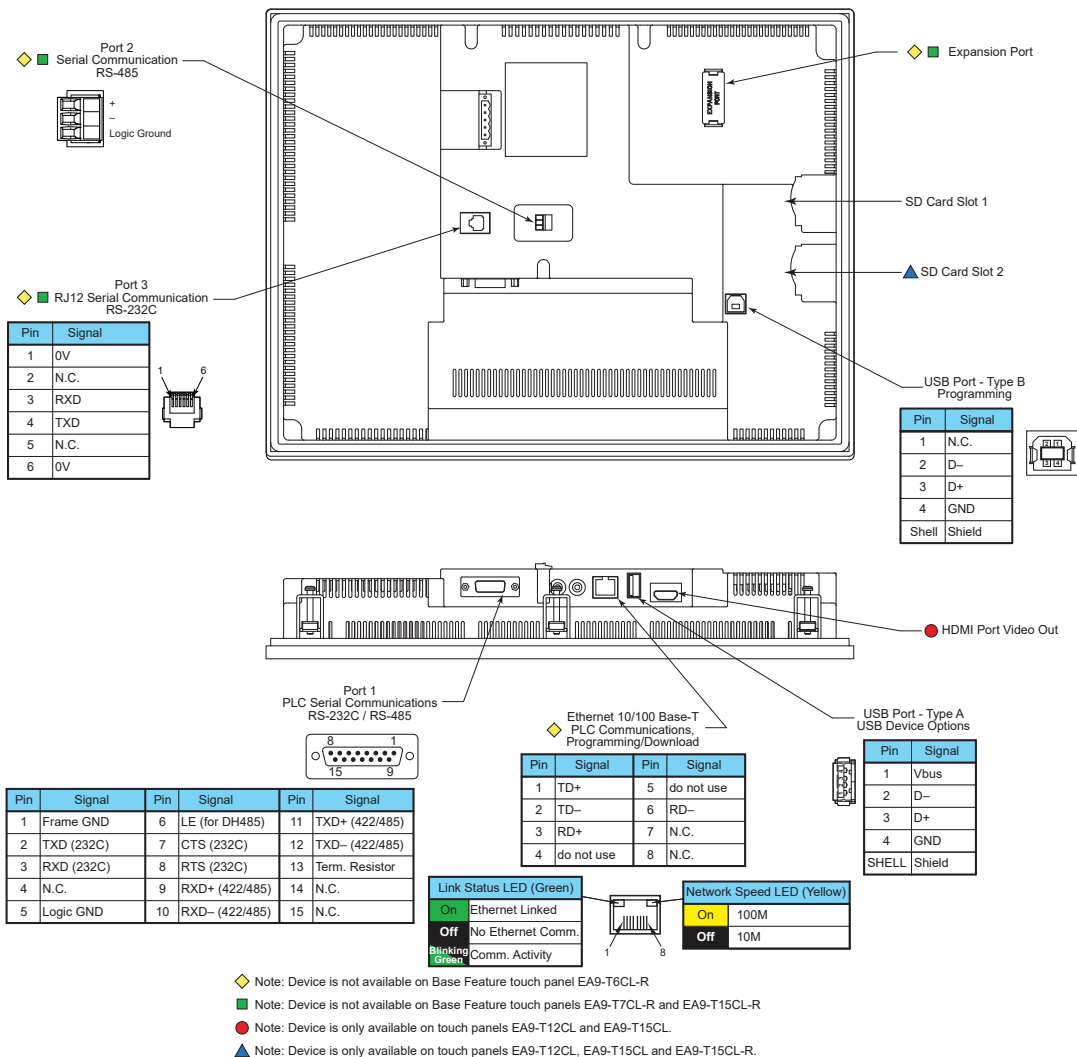 Port 2
Serial Communication
RS-485
+
–
Logic Ground
Expansion Port
EXPANSION
PORT
SD Card Slot 1
SD Card Slot 2
Port 3
RJ12 Serial Communication
RS-232C
Pin Signal
1 0V
2 N.C.
3 RXD
4 TXD
5 N.C.
6 0V
1 6
USB Port - Type B
Programming
Pin Signal
1 N.C.
2 D–
3 D+
4 GND
Shell Shield
2 1
3 4
HDMI Port Video Out
Port 1
PLC Serial Communications
RS-232C / RS-485
8 1
15 9
Pin Signal Pin Signal Pin Signal
1 Frame GND 6 LE (for DH485) 11 TXD+ (422/485)
2 TXD (232C) 7 CTS (232C) 12 TXD– (422/485)
3 RXD (232C) 8 RTS (232C) 13 Term. Resistor
4 N.C. 9 RXD+ (422/485) 14 N.C.
5 Logic GND 10 RXD– (422/485) 15 N.C.
Ethernet 10/100 Base-T
PLC Communications,
Programming/Download
Pin Signal Pin Signal
1 TD+ 5 do not use
2 TD– 6 RD–
3 RD+ 7 N.C.
4 do not use 8 N.C.
USB Port - Type A
USB Device Options
Pin Signal
1 Vbus
2 D–
3 D+
4 GND
SHELL Shield
Link Status LED (Green)
On Ethernet Linked
Off No Ethernet Comm.
Blinking Green Comm. Activity
1 8
Network Speed LED (Yellow)
On 100M
Off 10M
Note: Device is not available on Base Feature touch panel EA9-T6CL-R
Note: Device is not available on Base Feature touch panels EA9-T7CL-R and EA9-T15CL-R
Note: Device is only available on touch panels EA9-T12CL and EA9-T15CL.
Note: Device is only available on touch panels EA9-T12CL, EA9-T15CL and EA9-T15CL-R.